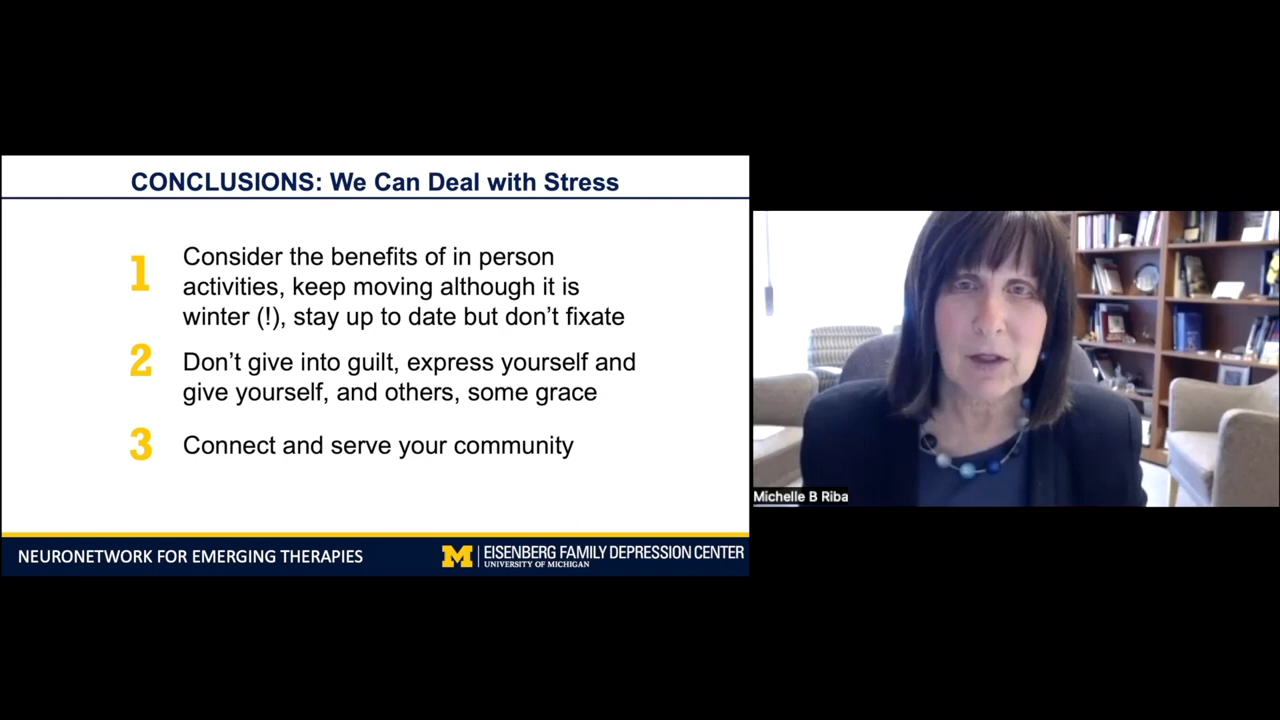 CONCLUSIONS: We Can Deal with Stress
1
Consider the benefits of in person
activities, keep moving although it is
winter (!), stay up to date but don’t fixate
2
Don’t give into guilt, express yourself and
give yourself, and others, some grace
3
Connect and serve your community
NEURONETWORK FOR EMERGING THERAPIES
M EISENBERG FAMILY DEPRESSION CENTER
UNIVERSITY OF MICHIGAN
Michelle B Riba